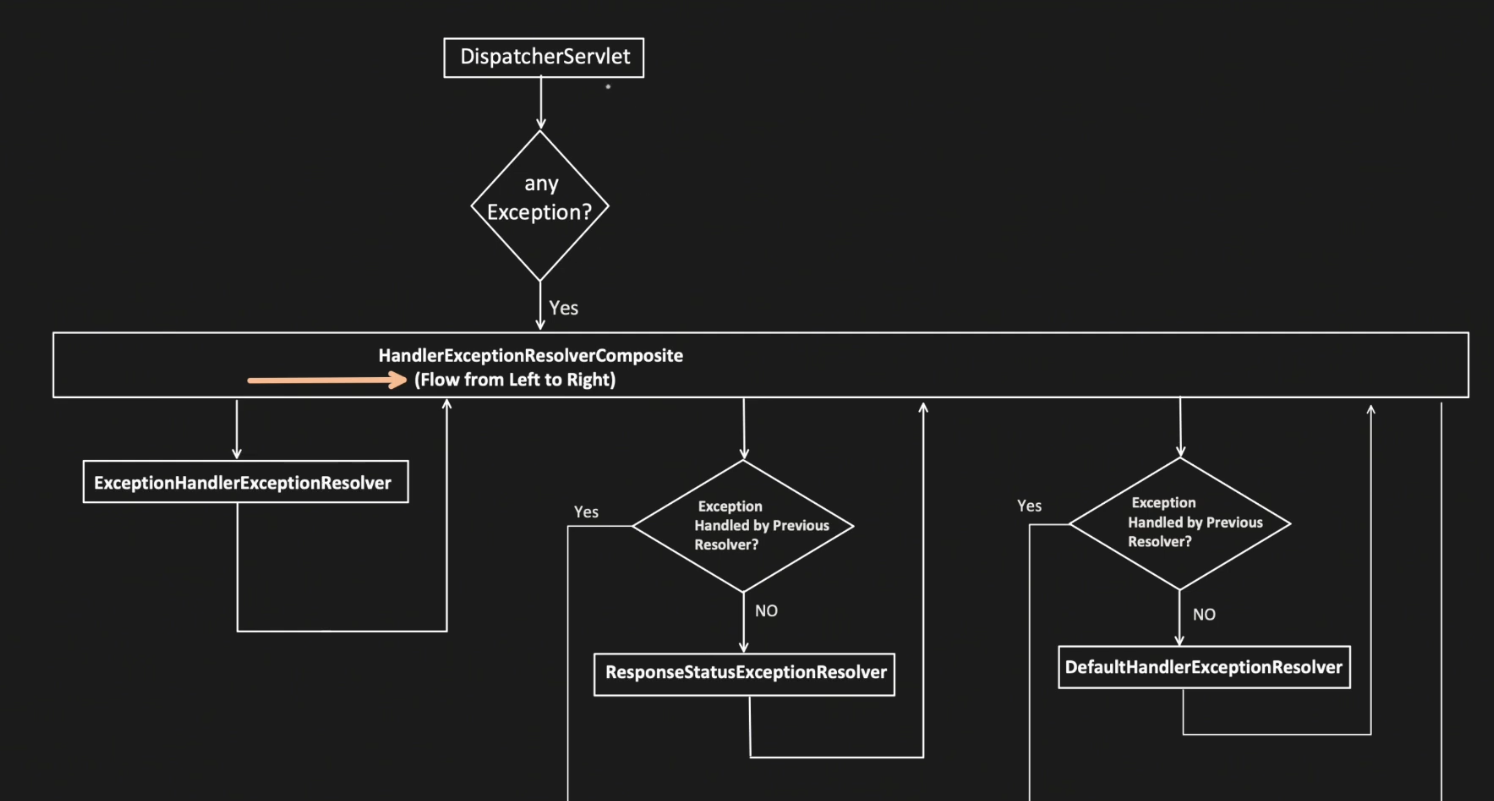 DispatcherServlet
any
Exception?
Yes
HandlerExceptionResolverComposite
(Flow from Left to Right)
ExceptionHandlerExceptionResolver
Yes
Exception
Handled by Previous
Resolver?
NO
ResponseStatusExceptionResolver
Yes
Exception
Handled by Previous
Resolver?
NO
DefaultHandlerExceptionResolver